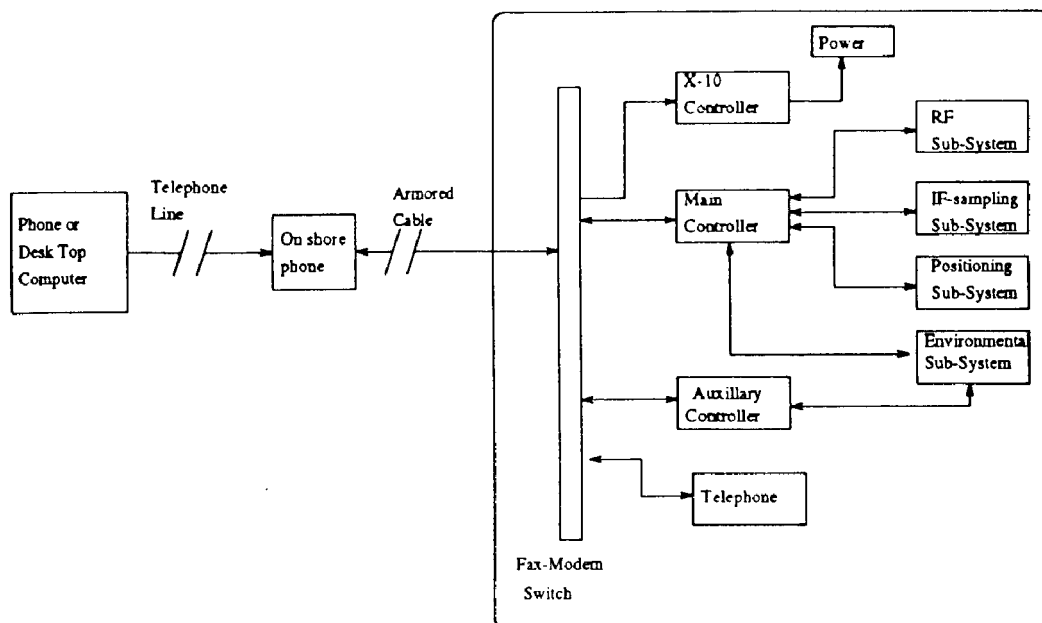 Power
X-10
Controller
RF
Sub-System
Telephone
Line
Armored
Cable
Phone or
Desk Top
Computer
On shore
phone
Main
Controller
IF-sampling
Sub-System
Positioning
Sub-System
Environmental
Sub-System
Auxillary
Controller
Telephone
Fax-Modem
Switch